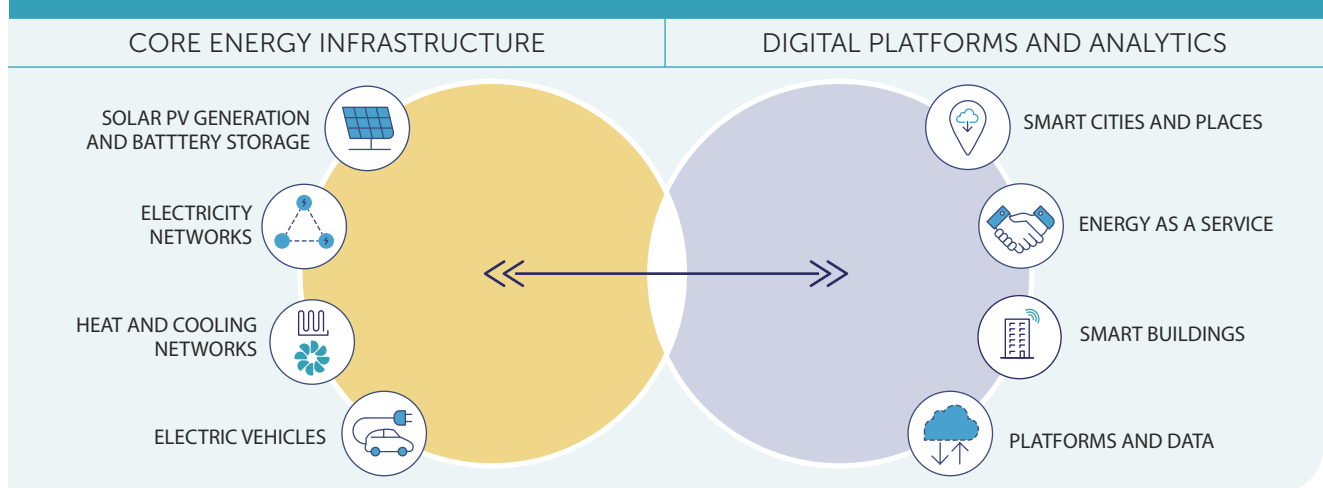 CORE ENERGY INFRASTRUCTURE
DIGITAL PLATFORMS AND ANALYTICS
SOLAR PV GENERATION
AND BATTTERY STORAGE
ELECTRICITY
NETWORKS
HEAT AND COOLING
NETWORKS
ELECTRIC VEHICLES
SMART CITIES AND PLACES
ENERGY AS A SERVICE
SMART BUILDINGS
PLATFORMS AND DATA